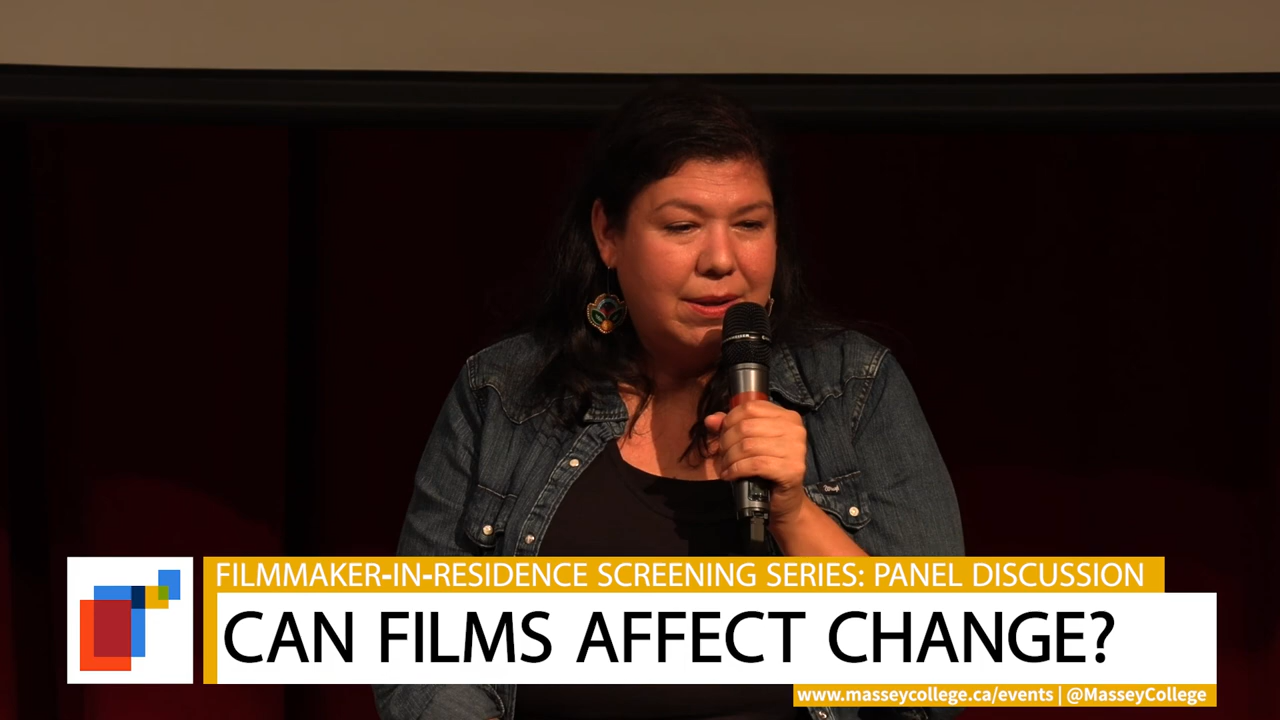 FILMMAKER-IN-RESIDENCE SCREENING SERIES: PANEL DISCUSSION
CAN FILMS AFFECT CHANGE?
www.masseycollege.ca/events | @MasseyCollege